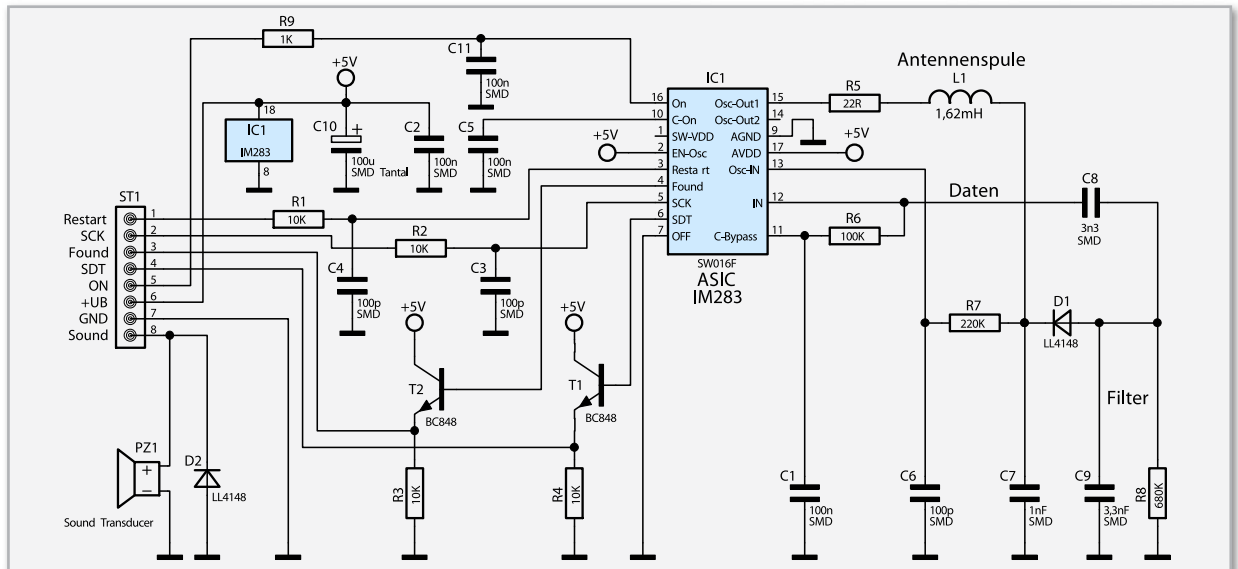 R9
1K
C11
100n
SMD
+5V
18
IC1
IM283
8
C10
+
100u
SMD Tantal
C2
100n
SMD
C5
100n
SMD
+5V
IC1
16 On
10 C-On
1 SW-VDD
2 EN-Osc
3 Resta rt
4 Found
5 SCK
6 SDT
7 OFF
Osc-Out1 15
Osc-Out2 14
AGND 9
AVDD 17
Osc-IN 13
IN 12
C-Bypass 11
SW016F
ASIC
IM283
R5
22R
Antennenspule
L1
1,62mH
+5V
Daten
C8
3n3
SMD
R6
100K
ST1
Restart 1
SCK 2
Found 3
SDT 4
ON 5
+UB 6
GND 7
Sound 8
R1
10K
R2
10K
C4
100p
SMD
C3
100p
SMD
+5V
T2
BC848
+5V
T1
BC848
R7
220K
D1
LL4148
Filter
PZ1
+
–
Sound Transducer
D2
LL4148
R3
10K
R4
10K
C1
100n
SMD
C6
100p
SMD
C7
1nF
SMD
C9
3,3nF
SMD
R8
680K